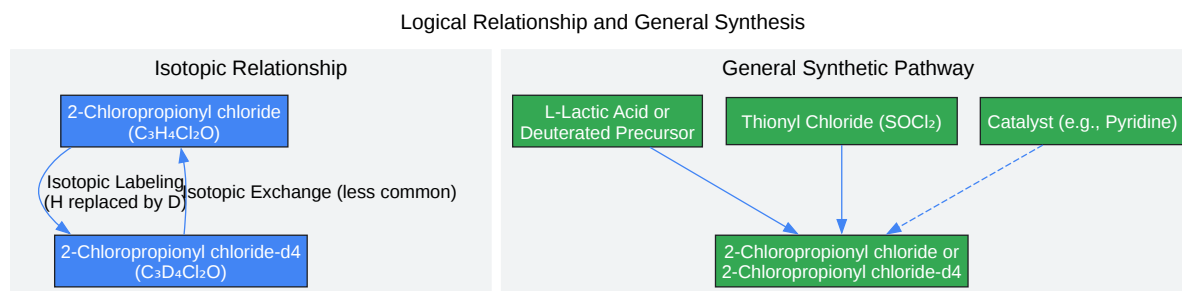 Logical Relationship and General Synthesis
Isotopic Relationship
2-Chloropropionyl chloride
(C₃H₄Cl₂O)
Isotopic Labeling
(H replaced by D)
Isotopic Exchange (less common)
2-Chloropropionyl chloride-d4
(C₃D₄Cl₂O)
General Synthetic Pathway
L-Lactic Acid or
Deuterated Precursor
Thionyl Chloride (SOCl₂)
Catalyst (e.g., Pyridine)
2-Chloropropionyl chloride or
2-Chloropropionyl chloride-d4